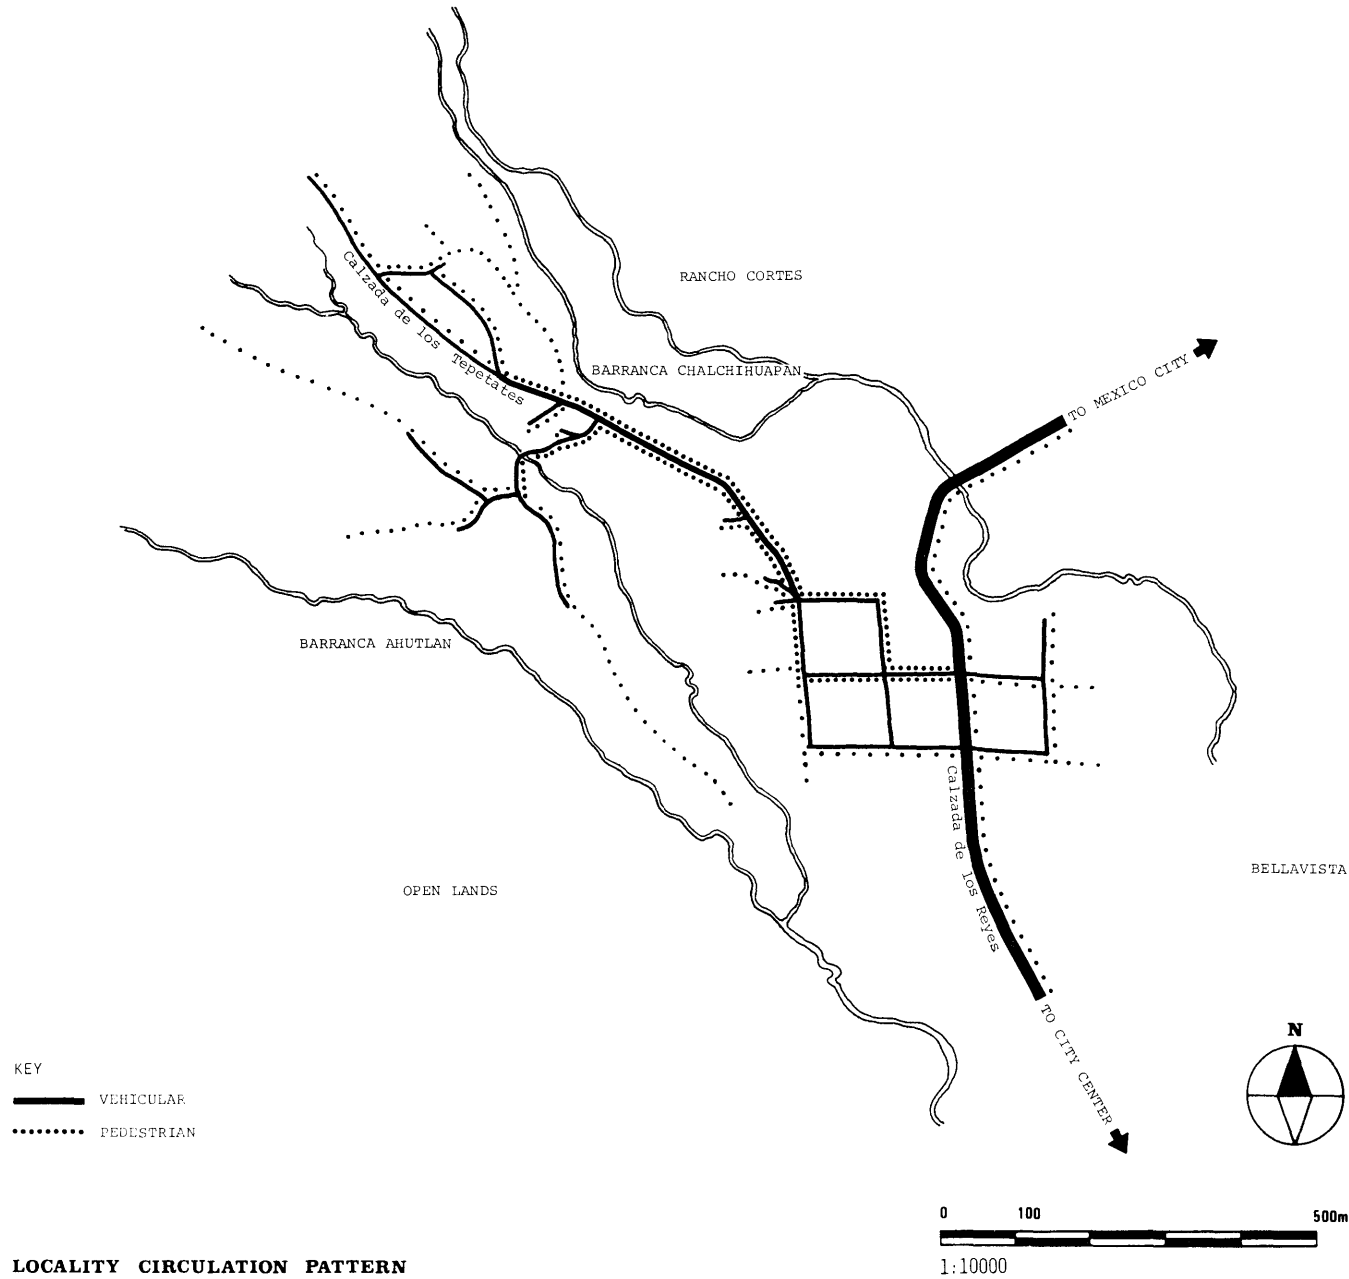 RANCHO CORTES
Calzada de los Tepetates
BARRANCA CHALCHIHUAPAN
TO MEXICO CITY
BARRANCA AHUTLAN
Calzada de los Reyes
BELLAVISTA
OPEN LANDS
TO CITY CENTER
N
KEY
VEHICULAR
PEDESTRIAN
0 100 500m
1:10000
LOCALITY CIRCULATION PATTERN